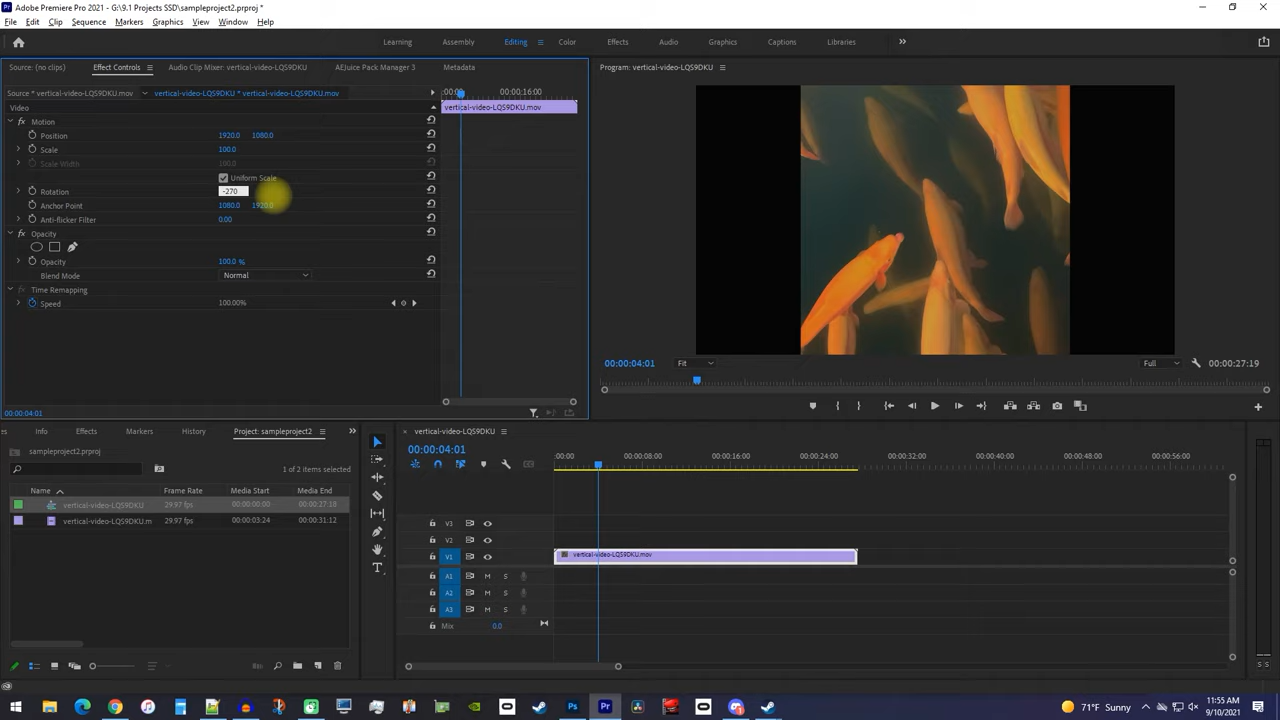 Adobe Premiere Pro 2021 - G:\9.1 Projects SSD\sampleproject2.prproj *
File Edit Clip Sequence Markers Graphics View Window Help
Learning Assembly Editing Color Effects Audio Graphics Captions Libraries
Source: (no clips) Effect Controls Audio Clip Mixer: vertical-video-LQS9DKU AEJuice Pack Manager 3 Metadata
Program: vertical-video-LQS9DKU
Source * vertical-video-LQS9DKU.mov vertical-video-LQS9DKU * vertical-video-LQS9DKU.mov
:00:00 00:00:16:00
Video
vertical-video-LQS9DKU.mov
fx Motion
Position 1920.0 1080.0
Scale 100.0
Scale Width 100.0
Uniform Scale
Rotation -270
Anchor Point 1080.0 1920.0
Anti-flicker Filter 0.00
fx Opacity
Opacity 100.0 %
Blend Mode Normal
fx Time Remapping
Speed 100.00%
00:00:04:01
00:00:04:01 Fit Full 00:00:27:19
Info Effects Markers History Project: sampleproject2
sampleproject2.prproj
1 of 2 items selected
Name Frame Rate Media Start Media End
vertical-video-LQS9DKU 29.97 fps 00:00:00:00 00:00:27:18
vertical-video-LQS9DKU.m 29.97 fps 00:00:03:24 00:00:31:12
vertical-video-LQS9DKU
00:00:04:01
:00:00 00:00:08:00 00:00:16:00 00:00:24:00 00:00:32:00 00:00:40:00 00:00:48:00 00:00:56:00
V3
V2
V1 vertical-video-LQS9DKU.mov
A1 M S
A2 M S
A3 M S
Mix 0.0
S S
71°F Sunny
11:55 AM
9/10/2021